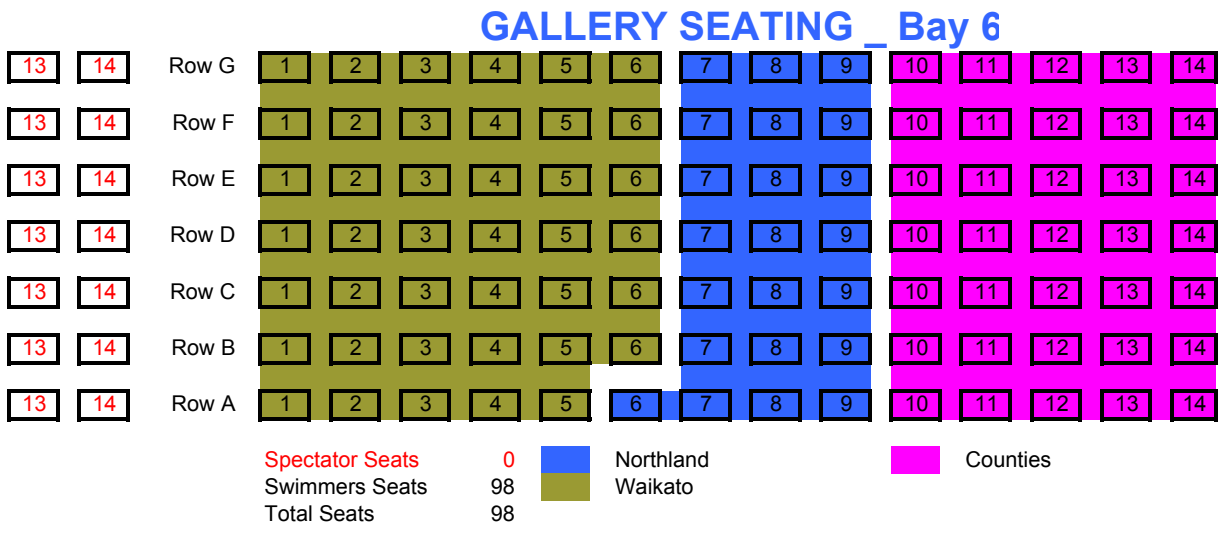 GALLERY SEATING _ Bay 6
13 14 Row G 1 2 3 4 5 6 7 8 9 10 11 12 13 14
13 14 Row F 1 2 3 4 5 6 7 8 9 10 11 12 13 14
13 14 Row E 1 2 3 4 5 6 7 8 9 10 11 12 13 14
13 14 Row D 1 2 3 4 5 6 7 8 9 10 11 12 13 14
13 14 Row C 1 2 3 4 5 6 7 8 9 10 11 12 13 14
13 14 Row B 1 2 3 4 5 6 7 8 9 10 11 12 13 14
13 14 Row A 1 2 3 4 5 6 7 8 9 10 11 12 13 14
Spectator Seats 0 Northland Counties
Swimmers Seats 98 Waikato
Total Seats 98